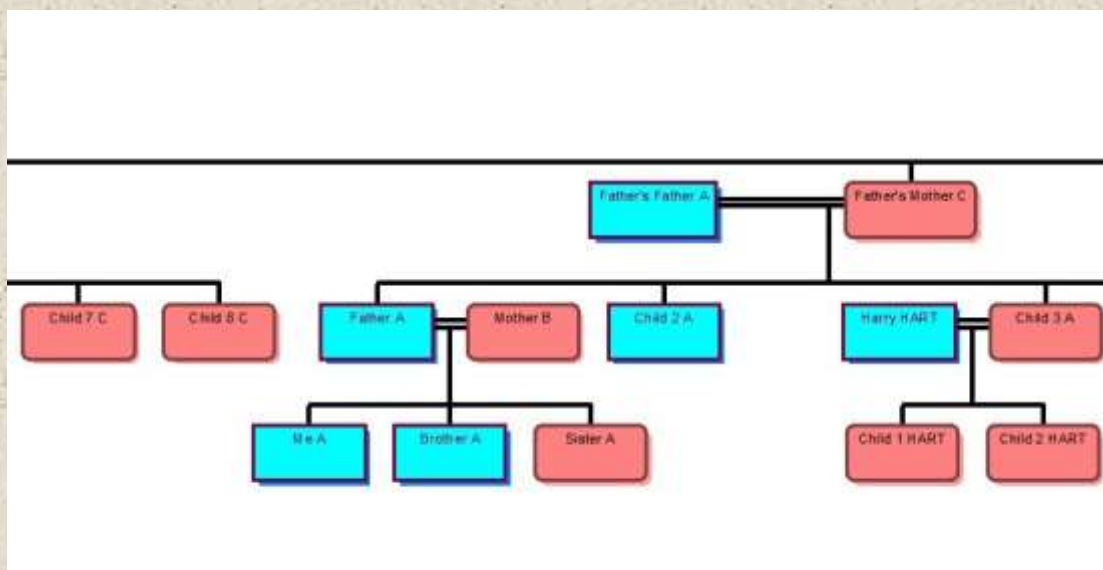 Father's Father A
Father's Mother C
Child 7 C
Child 8 C
Father A
Mother B
Child 2 A
Harry HART
Child 3 A
Me A
Brother A
Sister A
Child 1 HART
Child 2 HART